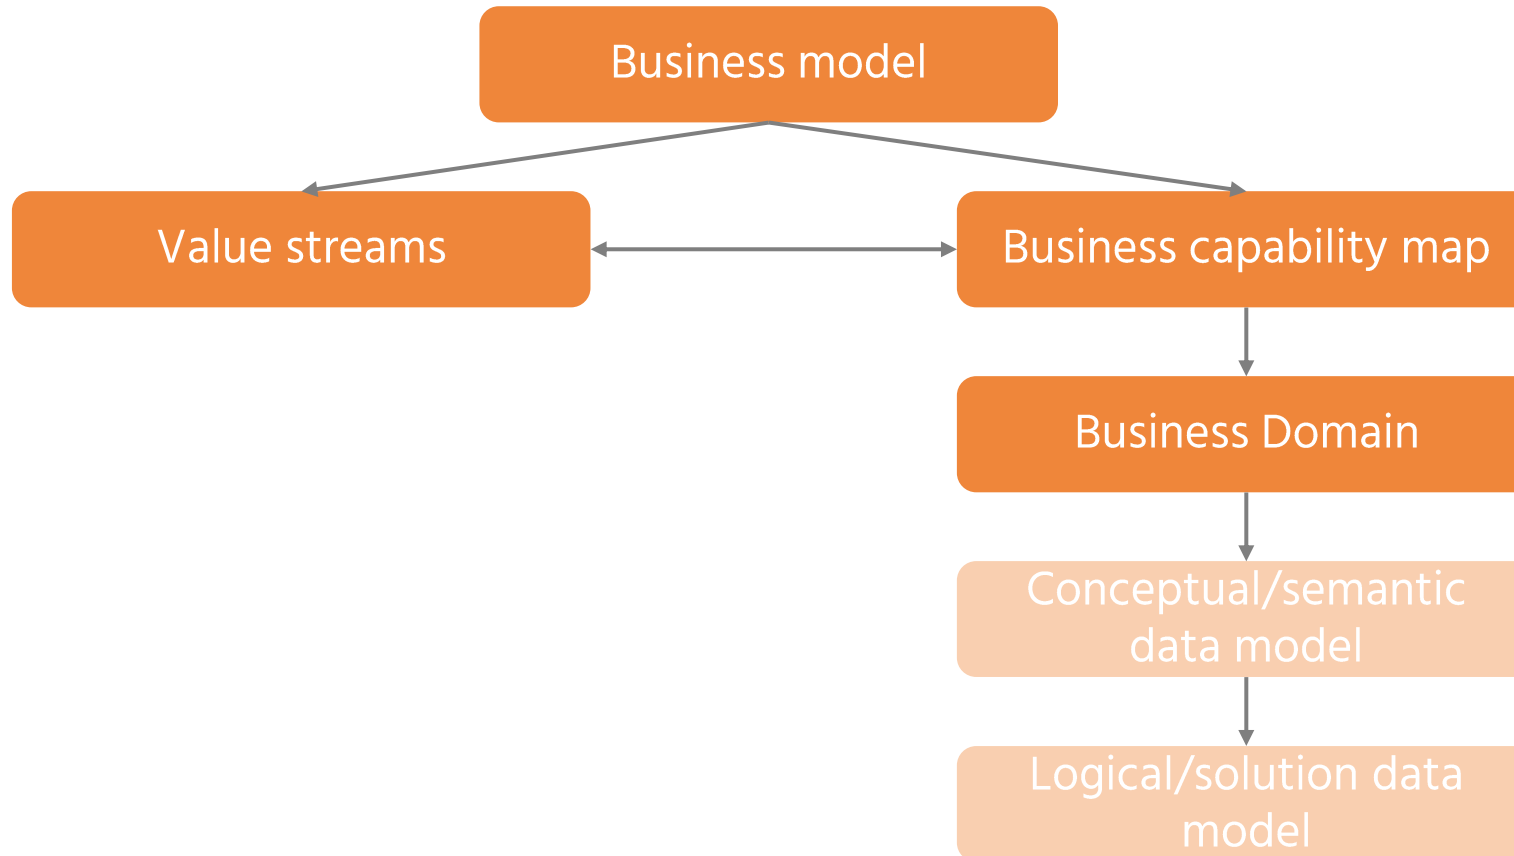 Business model
Value streams
Business capability map
Business Domain
Conceptual/semantic
data model
Logical/solution data
model